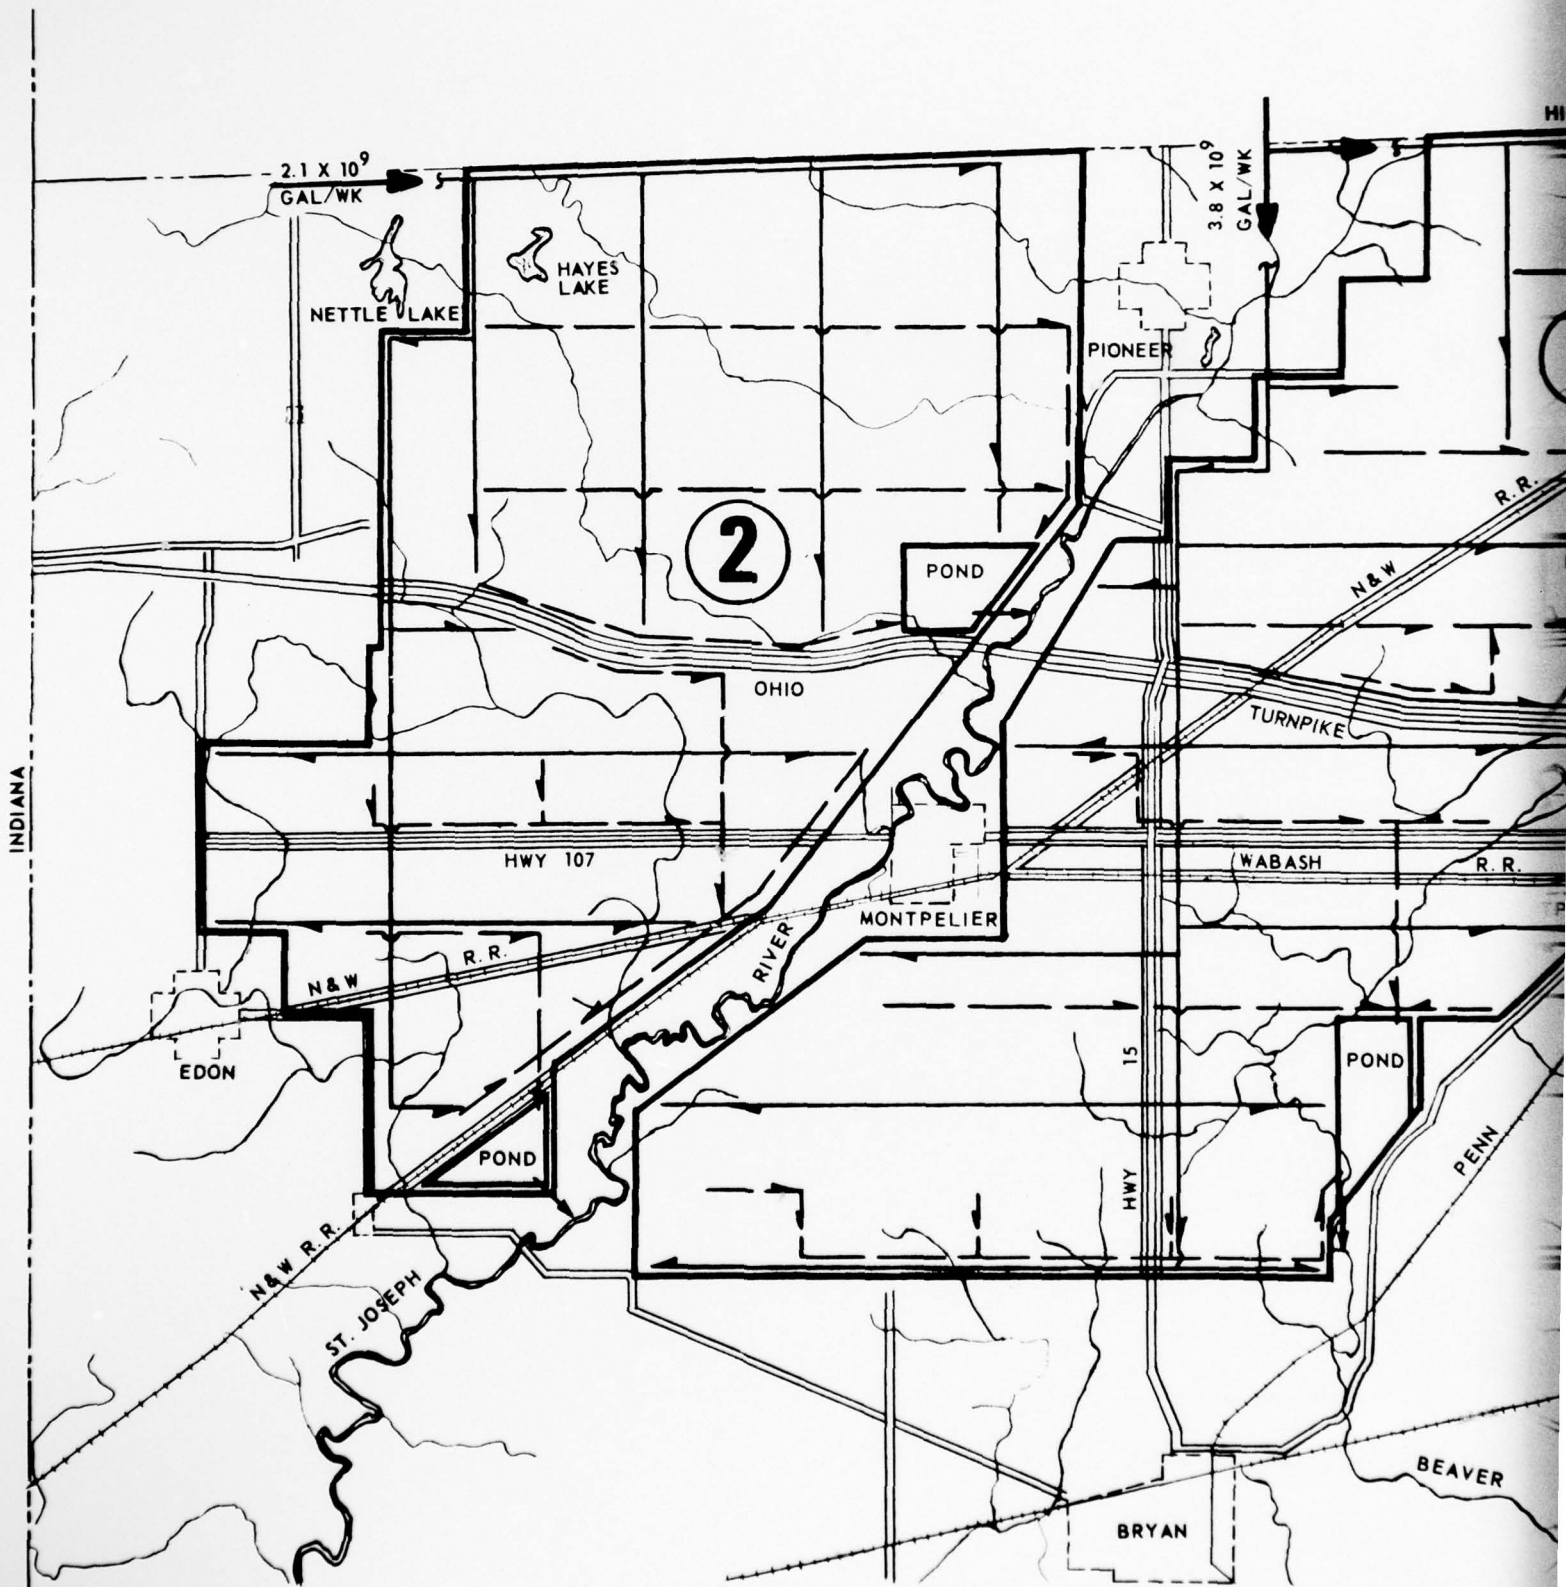 HI
2.1 X 10⁹
GAL/WK
3.8 X 10⁹
GAL/WK
HAYES
LAKE
NETTLE LAKE
PIONEER
R.R.
2
POND
N & W
OHIO
TURNPIKE
INDIANA
HWY 107
WABASH
R.R.
MONTPELIER
R.R.
N & W
RIVER
EDON
15
POND
POND
PENN
HWY
N & W R.R.
ST. JOSEPH
BEAVER
BRYAN